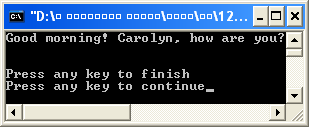 "D:\
Good morning! Carolyn, how are you?
Press any key to finish
Press any key to continue